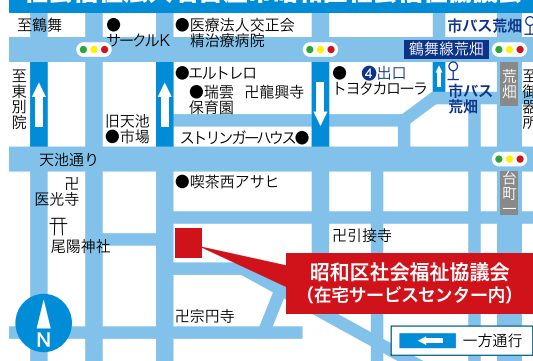 至鶴舞
●サークルK
●医療法人交正会
精治療病院
市バス荒畑
鶴舞線荒畑
至東別院
●エルトレロ
●瑞雲
保育園
卍龍興寺
●
トヨタカローラ
4出口
市バス
荒畑
荒畑
至御器所
旧天池
●市場
ストリンガーハウス●
天池通り
卍
医光寺
●喫茶西アサヒ
台町一
尾陽神社
卍引接寺
昭和区社会福祉協議会
(在宅サービスセンター内)
卍宗円寺
N
一方通行